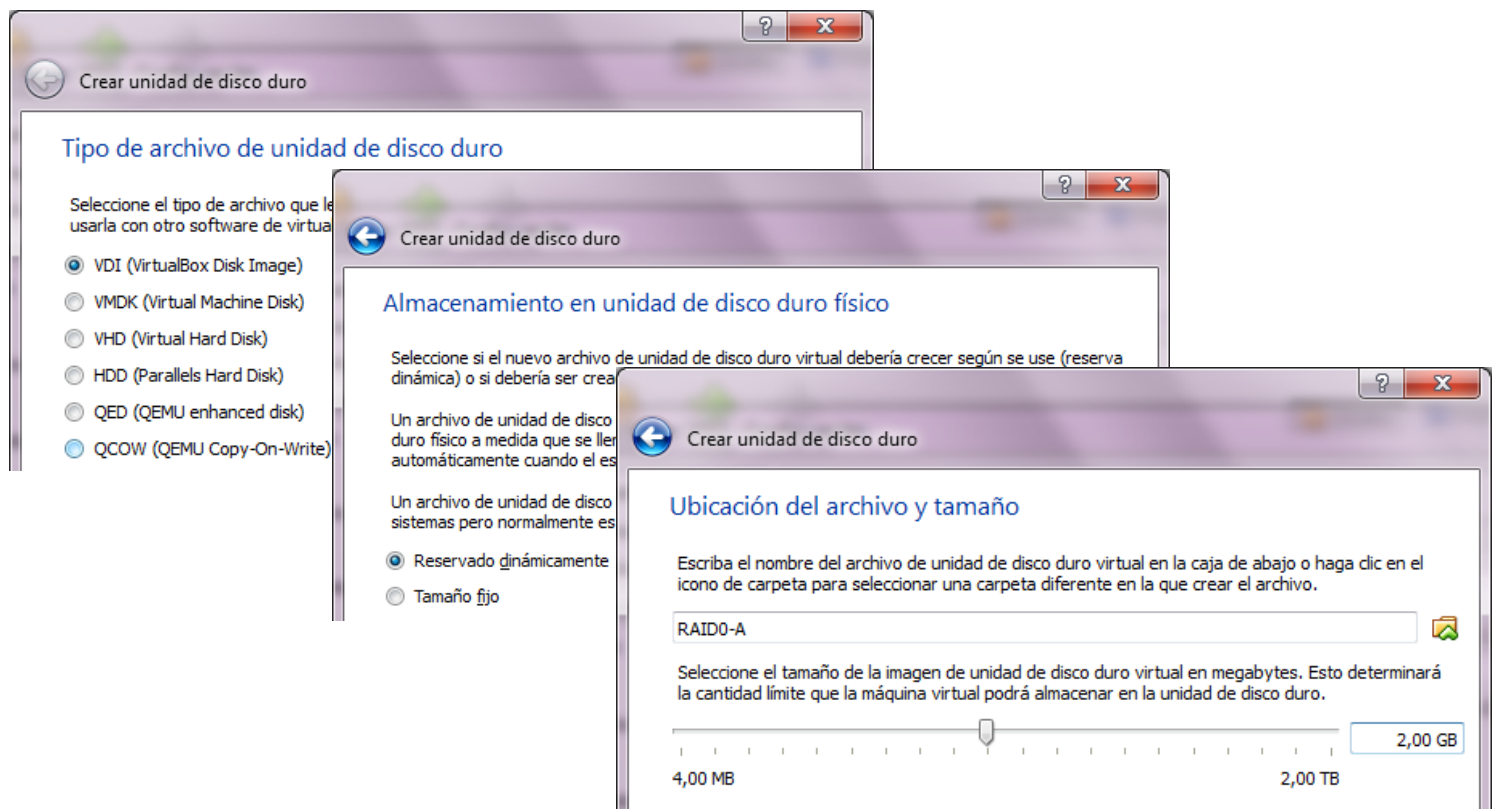 Crear unidad de disco duro
Tipo de archivo de unidad de disco duro
Seleccione el tipo de archivo que
usarla con otro software de
VDI (VirtualBox Disk Image)
VMDK (Virtual Machine Disk)
VHD (Virtual Hard Disk)
HDD (Parallels Hard Disk)
QED (QEMU enhanced disk)
QCOW (QEMU Copy-On-Write)
Crear unidad de disco duro
Almacenamiento en unidad de disco duro físico
Seleccione si el nuevo archivo de unidad de disco duro virtual debería crecer según se use (reserva
dinámica) o si debería ser
Un archivo de unidad de disco
duro físico a medida que se
automáticamente cuando el
Un archivo de unidad de disco
sistemas pero normalmente es
Reservado dinámicamente
Tamaño fijo
Crear unidad de disco duro
Ubicación del archivo y tamaño
Escriba el nombre del archivo de unidad de disco duro virtual en la caja de abajo o haga clic en el
icono de carpeta para seleccionar una carpeta diferente en la que crear el archivo.
RAID0-A
Seleccione el tamaño de la imagen de unidad de disco duro virtual en megabytes. Esto determinará
la cantidad límite que la máquina virtual podrá almacenar en la unidad de disco duro.
2,00 GB
4,00 MB 2,00 TB